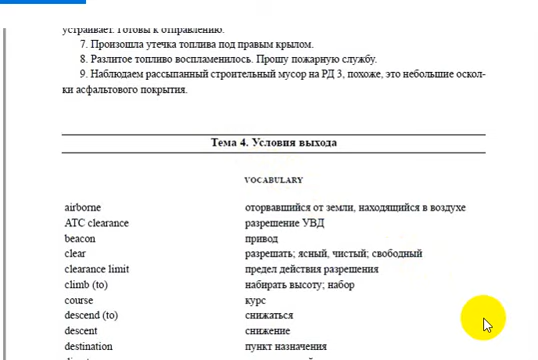 устраивает. Готовы к отправлению.
7. Произошла утечка топлива под правым крылом.
8. Разлитое топливо воспламенилось. Прошу пожарную службу.
9. Наблюдаем рассыпанный строительный мусор на РД 3, похоже, это небольшие оскол-
ки асфальтового покрытия.
Тема 4. Условия выхода
VOCABULARY
airborne оторвавшийся от земли, находящийся в воздухе
ATC clearance разрешение УВД
beacon привод
clear разрешать; ясный, чистый; свободный
clearance limit предел действия разрешения
climb (to) набирать высоту; набор
course курс
descend (to) снижаться
descent снижение
destination пункт назначения